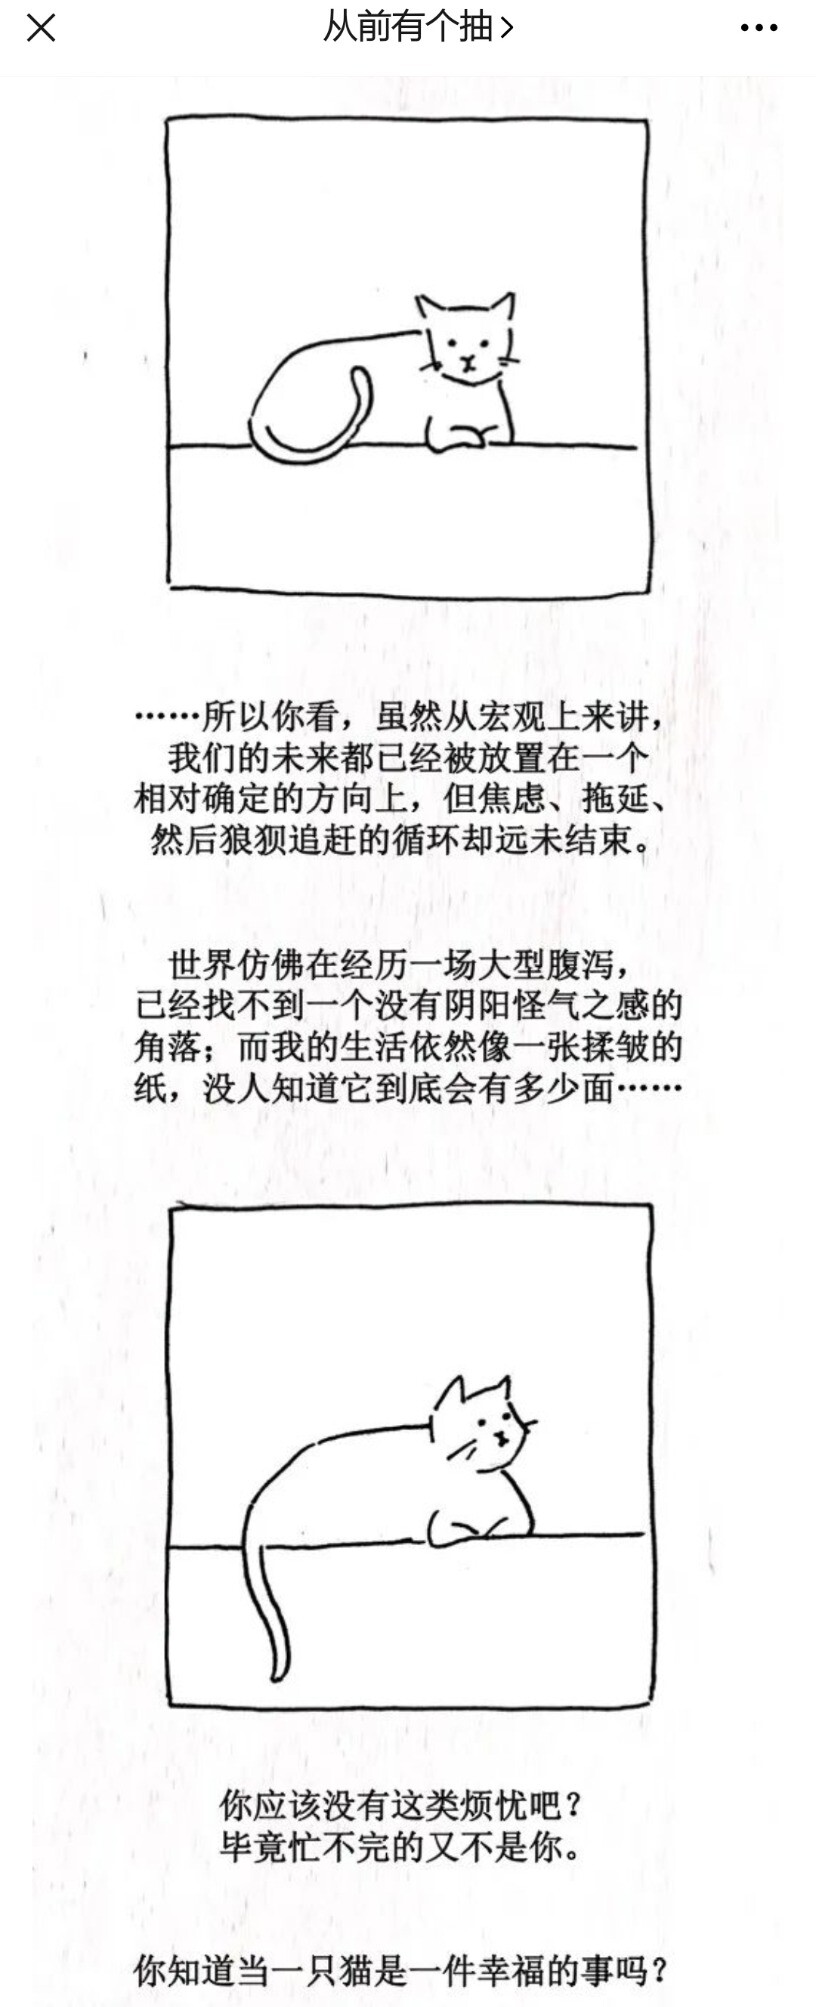 从前有个抽>
……所以你看，虽然从宏观上来讲，
我们的未来都已经被放置在一个
相对确定的方向上，但焦虑、拖延、
然后狼狈追赶的循环却远未结束。
世界仿佛在经历一场大型腹泻，
已经找不到一个没有阴阳怪气之感的
角落；而我的生活依然像一张揉皱的
纸，没人知道它到底会有多少面……
你应该没有这类烦忧吧？
毕竟忙不完的又不是你。
你知道当一只猫是一件幸福的事吗？